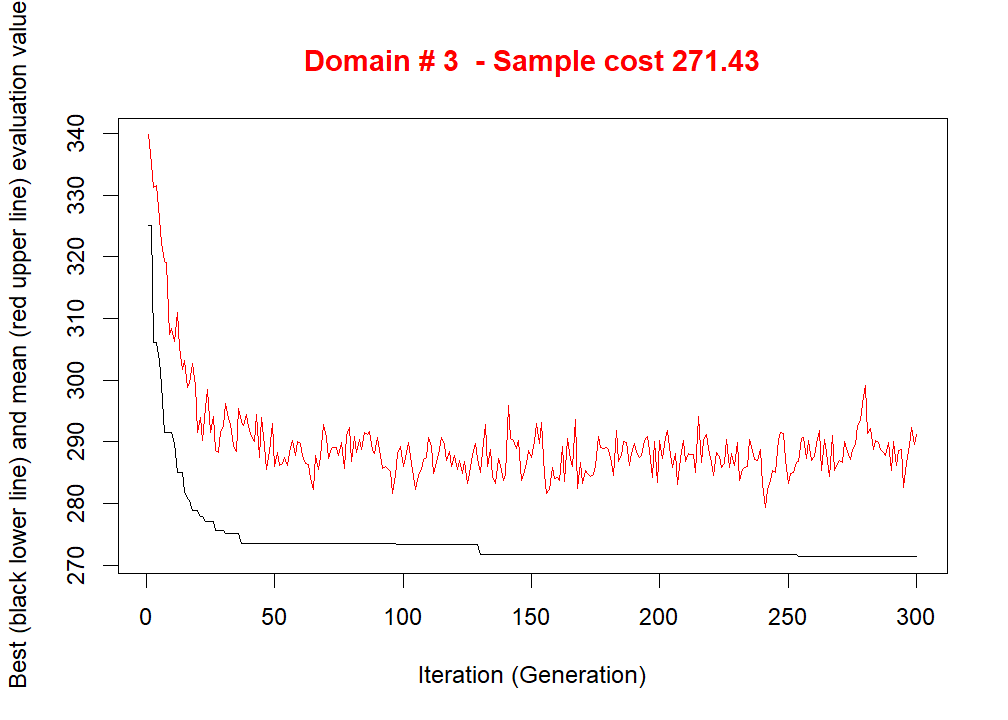 Domain # 3  - Sample cost 271.43
Best (black lower line) and mean (red upper line) evaluation value
340
330
320
310
300
290
280
270
0 50 100 150 200 250 300
Iteration (Generation)